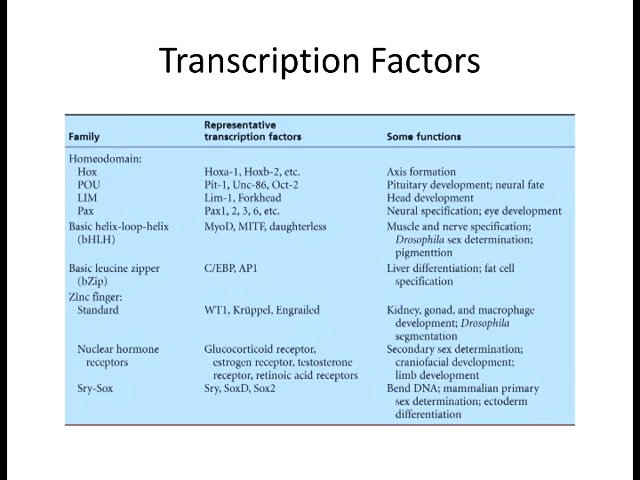 Transcription Factors
Family Representative transcription factors Some functions
Homeodomain:
Hox Hoxa-1, Hoxb-2, etc. Axis formation
POU Pit-1, Unc-86, Oct-2 Pituitary development; neural fate
LIM Lim-1, Forkhead Head development
Pax Pax1, 2, 3, 6, etc. Neural specification; eye development
Basic helix-loop-helix MyoD, MITF, daughterless Muscle and nerve specification;
(bHLH) Drosophila sex determination;
pigmenttion
Basic leucine zipper C/EBP, AP1 Liver differentiation; fat cell
(bZip) specification
Zinc finger:
Standard WT1, Krüppel, Engrailed Kidney, gonad, and macrophage
development; Drosophila
segmentation
Nuclear hormone Glucocorticoid receptor, Secondary sex determination;
receptors estrogen receptor, testosterone craniofacial development;
receptor, retinoic acid receptors limb development
Sry-Sox Sry, SoxD, Sox2 Bend DNA; mammalian primary
sex determination; ectoderm
differentiation